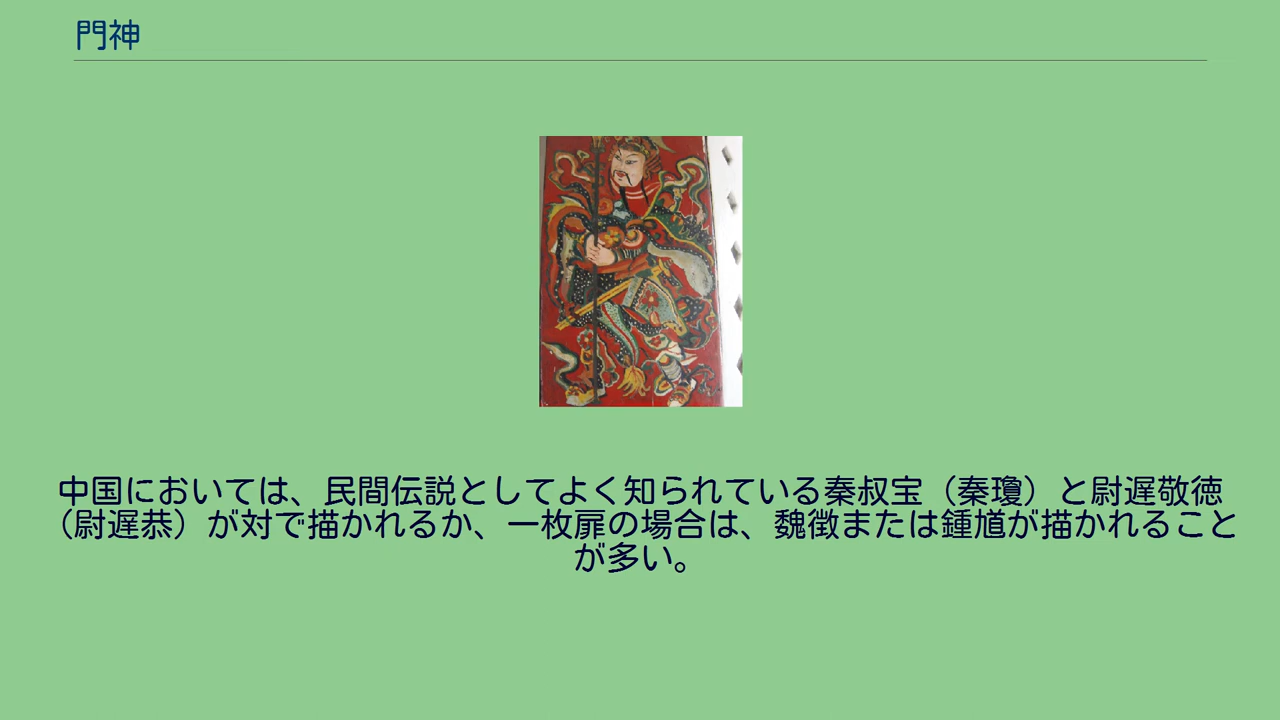 門神
中国においては、民間伝説としてよく知られている秦叔宝（秦瓊）と尉遅敬徳
（尉遅恭）が対で描かれるか、一枚扉の場合は、魏徴または鍾馗が描かれること
が多い。